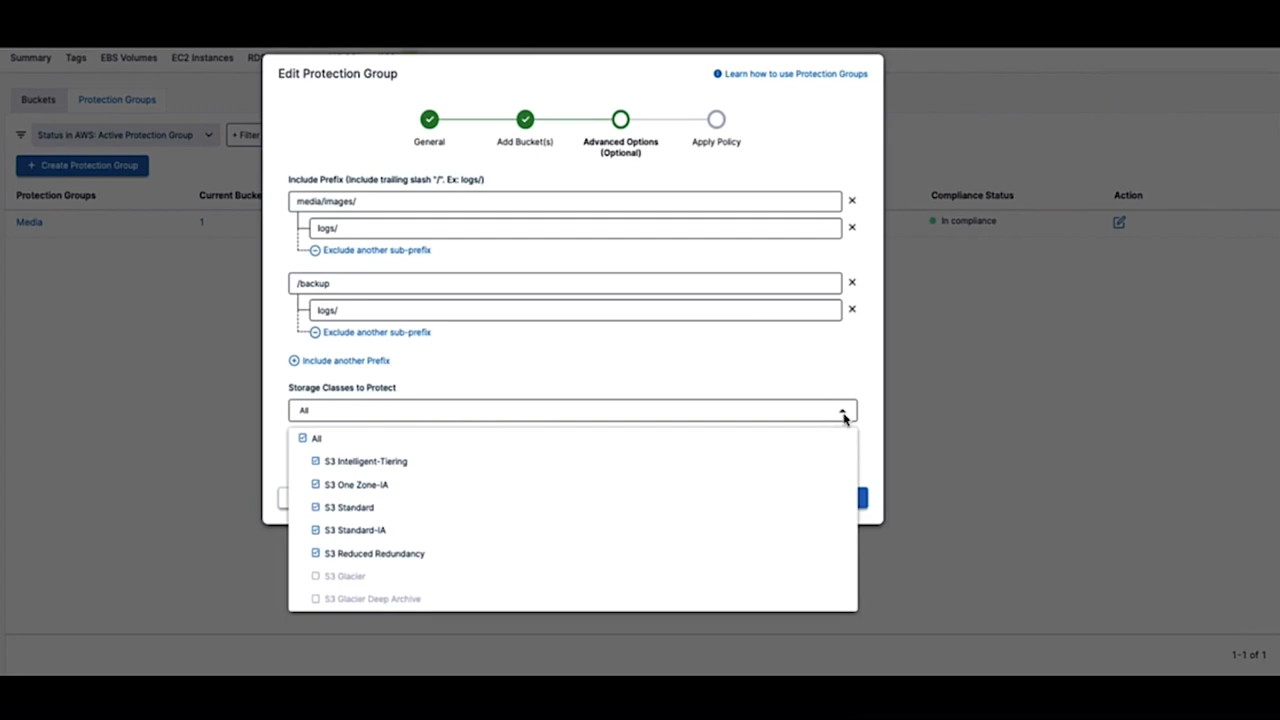 Summary Tags EBS Volumes EC2 Instances
Edit Protection Group
Learn how to use Protection Groups
Buckets Protection Groups
General Add Bucket(s) Advanced Options (Optional) Apply Policy
Status in AWS: Active Protection Group + Filter
+ Create Protection Group
Include Prefix (Include trailing slash "/". Ex: logs/)
Protection Groups Current Compliance Status Action
media/images/
Media 1 In compliance
logs/
Exclude another sub-prefix
/backup
logs/
Exclude another sub-prefix
Include another Prefix
Storage Classes to Protect
All
All
S3 Intelligent-Tiering
S3 One Zone-IA
S3 Standard
S3 Standard-IA
S3 Reduced Redundancy
S3 Glacier
S3 Glacier Deep Archive
1-1 of 1